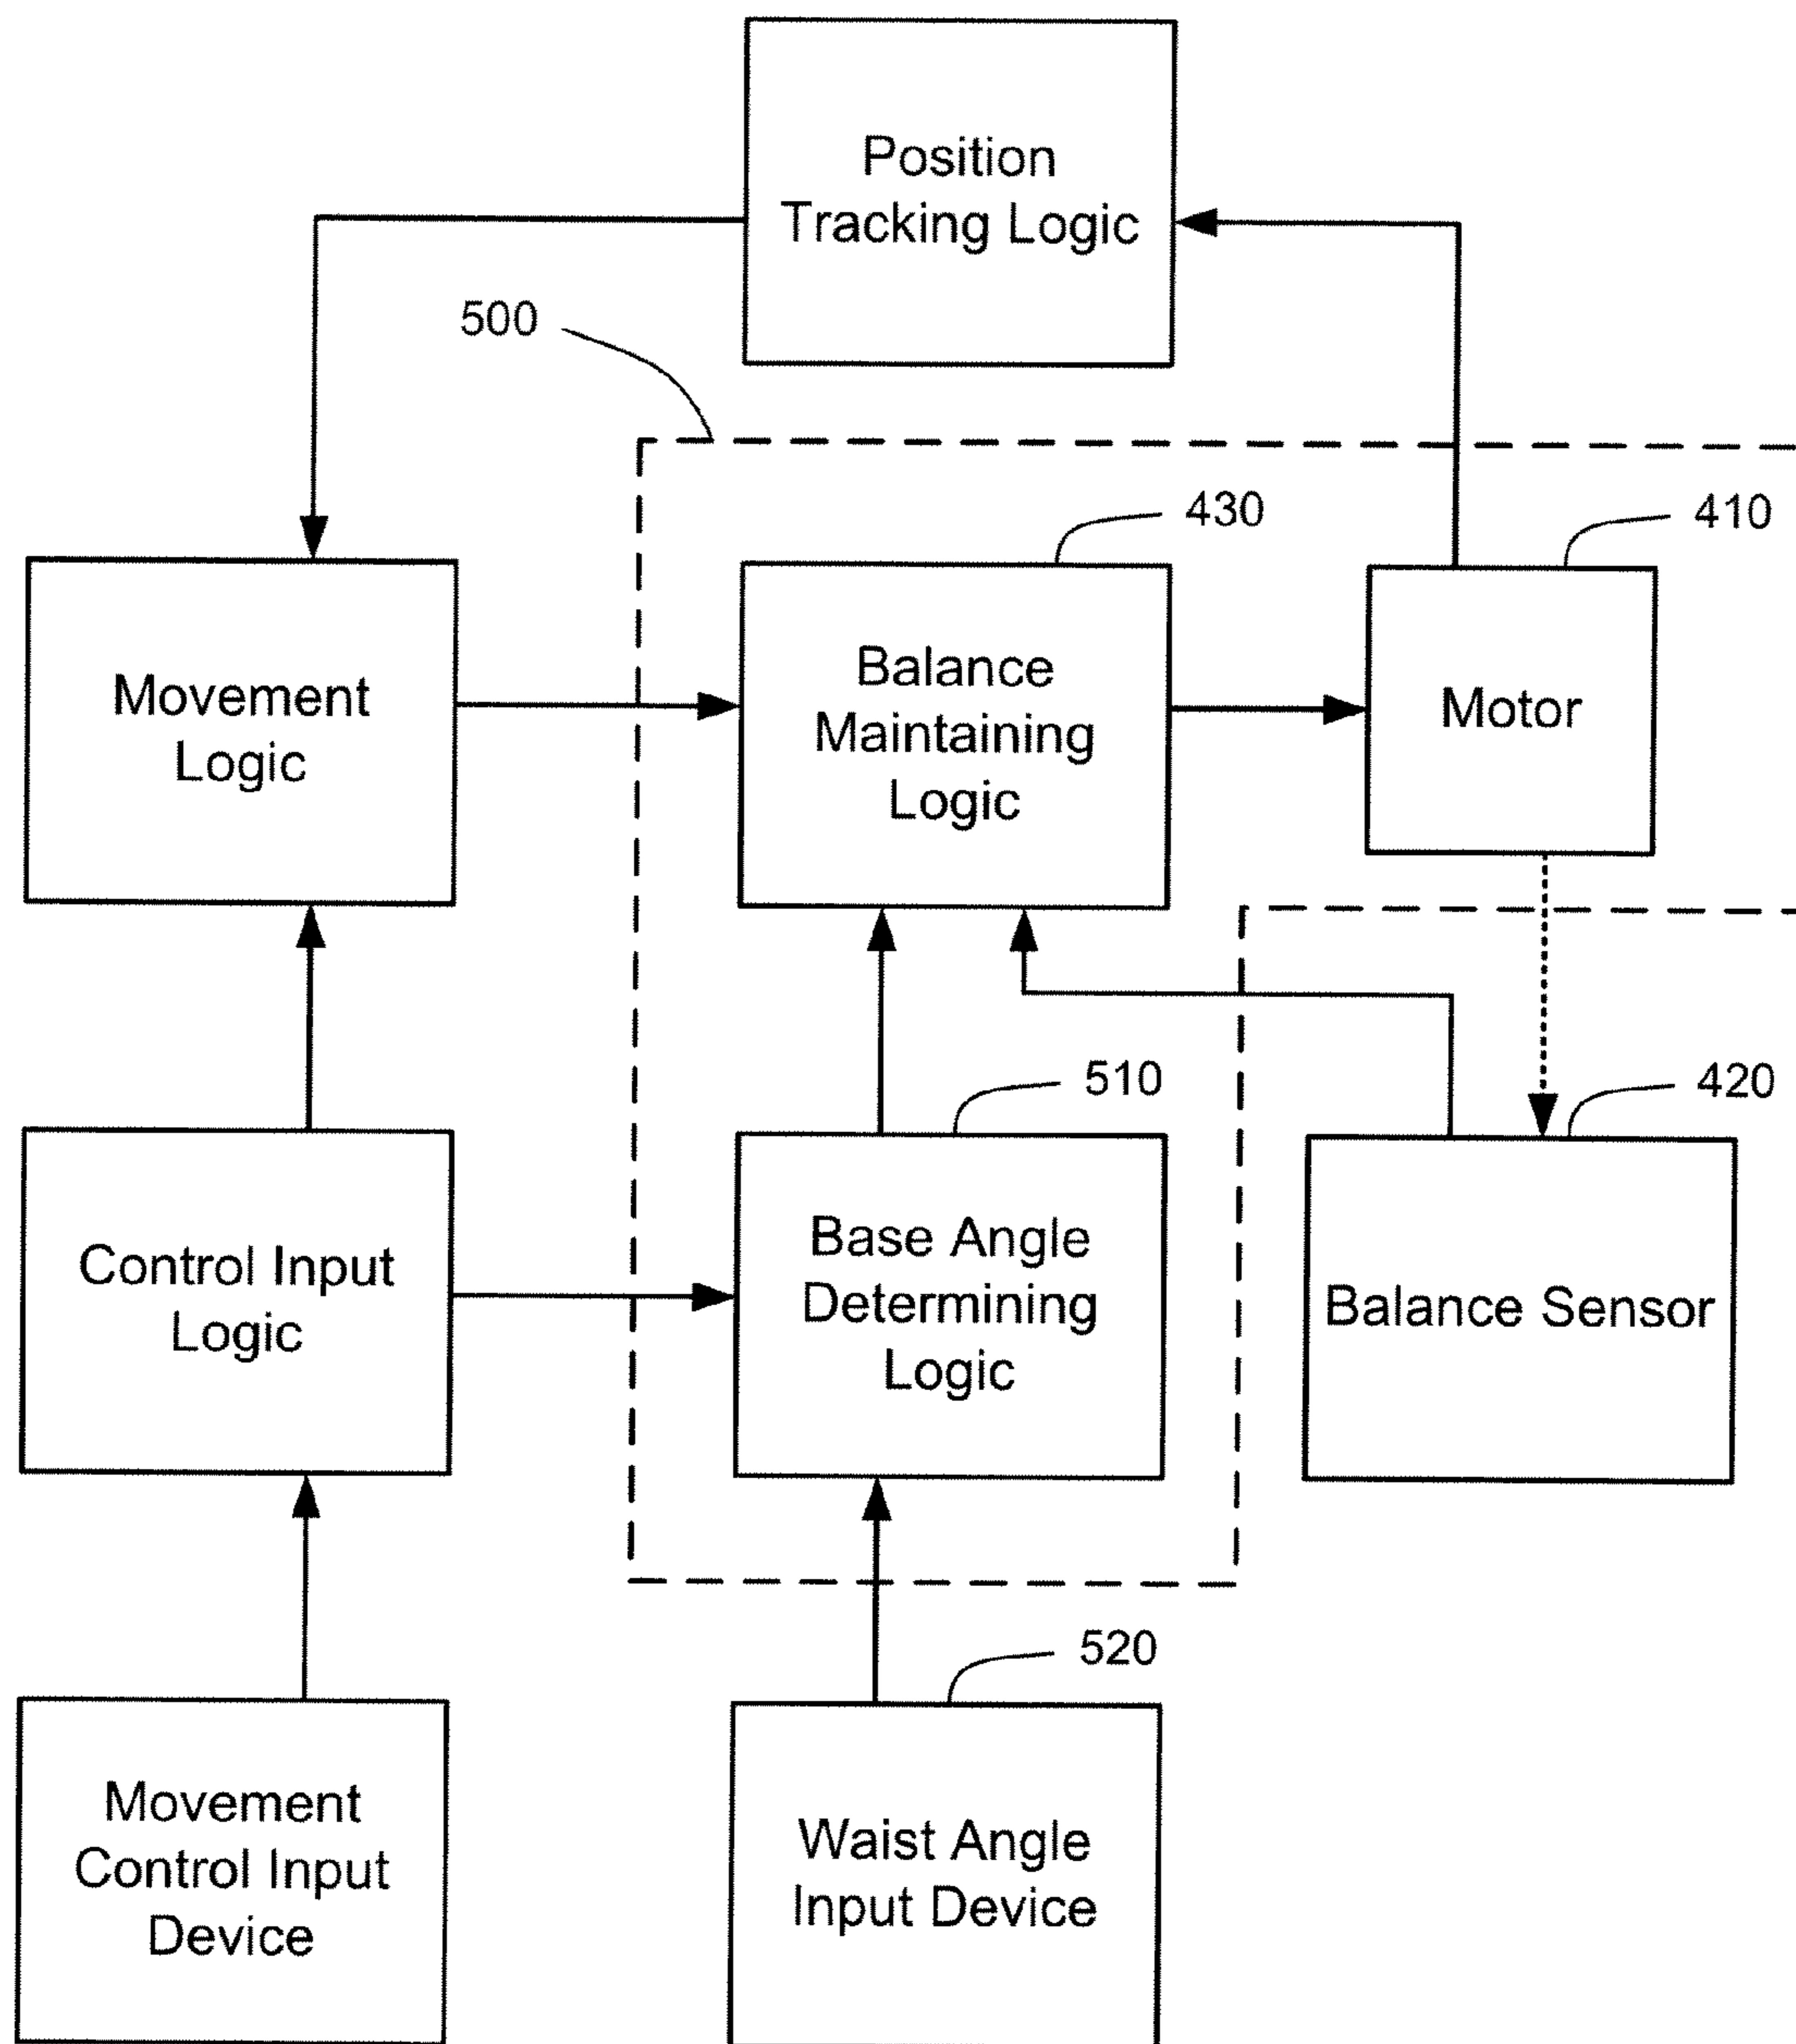 Position
Tracking Logic
500
430
410
Movement
Logic
Balance
Maintaining
Logic
Motor
510
420
Control Input
Logic
Base Angle
Determining
Logic
Balance Sensor
520
Movement
Control Input
Device
Waist Angle
Input Device